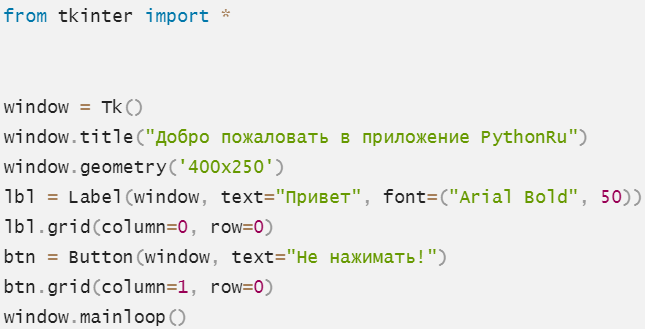 from tkinter import *
window = Tk()
window.title("Добро пожаловать в приложение PythonRu")
window.geometry('400x250')
lbl = Label(window, text="Привет", font=("Arial Bold", 50))
lbl.grid(column=0, row=0)
btn = Button(window, text="Не нажимать!")
btn.grid(column=1, row=0)
window.mainloop()